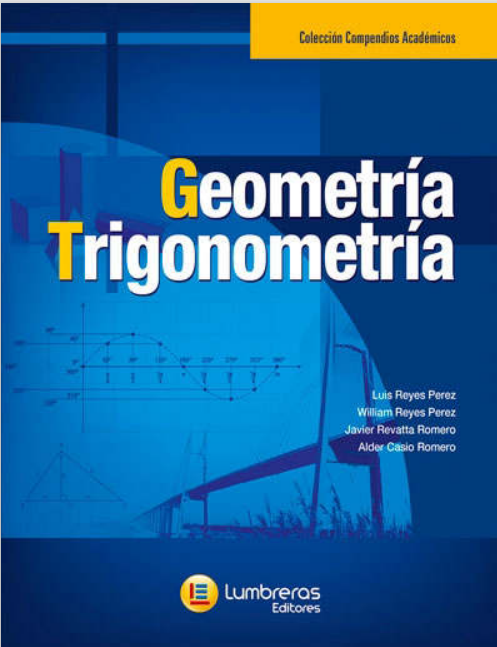 Colección Compendios Académicos
Geometría
Trigonometría
Luis Reyes Perez
William Reyes Perez
Javier Revatta Romero
Alder Casio Romero
Lumbreras
Editores